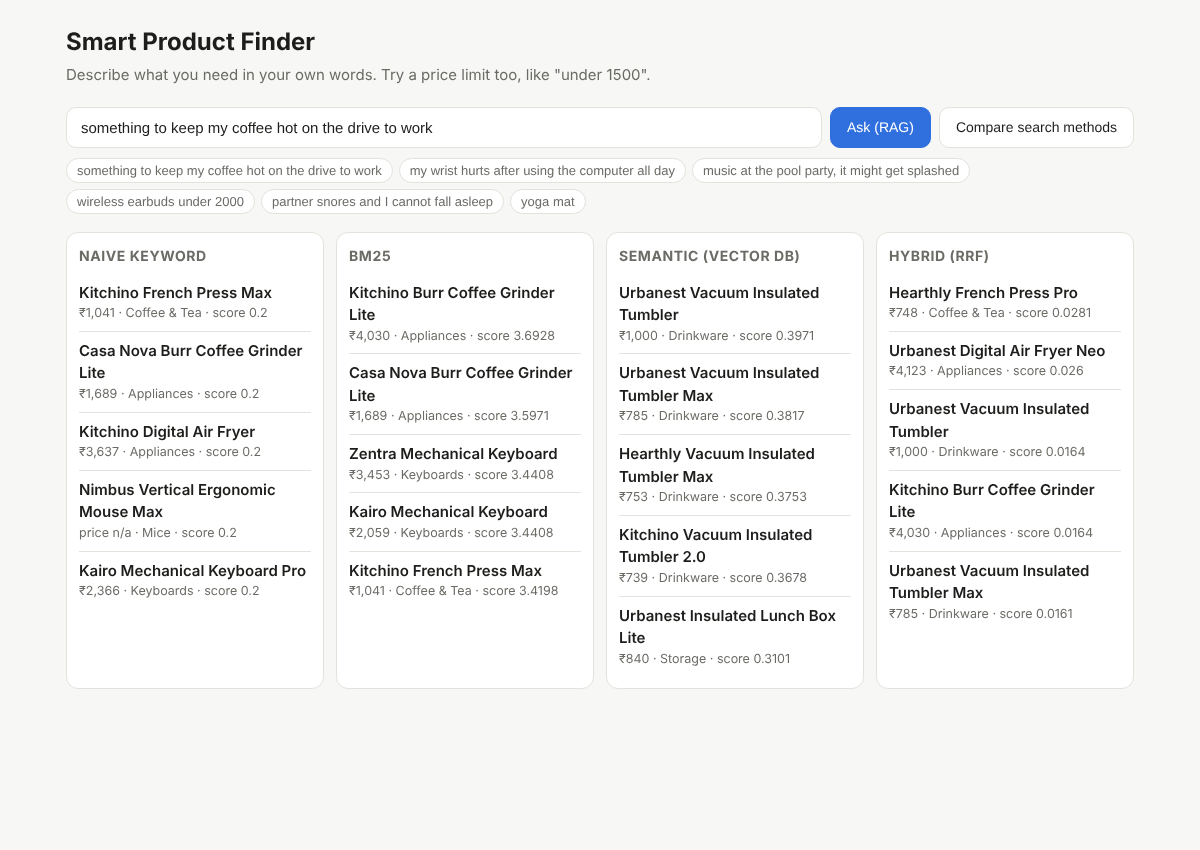 Smart Product Finder
Describe what you need in your own words. Try a price limit too, like "under 1500".
something to keep my coffee hot on the drive to work
Ask (RAG)
Compare search methods
something to keep my coffee hot on the drive to work
my wrist hurts after using the computer all day
music at the pool party, it might get splashed
wireless earbuds under 2000
partner snores and I cannot fall asleep
yoga mat
NAIVE KEYWORD
Kitchino French Press Max
₹1,041 · Coffee & Tea · score 0.2
Casa Nova Burr Coffee Grinder
Lite
₹1,689 · Appliances · score 0.2
Kitchino Digital Air Fryer
₹3,637 · Appliances · score 0.2
Nimbus Vertical Ergonomic
Mouse Max
price n/a · Mice · score 0.2
Kairo Mechanical Keyboard Pro
₹2,366 · Keyboards · score 0.2
BM25
Kitchino Burr Coffee Grinder
Lite
₹4,030 · Appliances · score 3.6928
Casa Nova Burr Coffee Grinder
Lite
₹1,689 · Appliances · score 3.5971
Zentra Mechanical Keyboard
₹3,453 · Keyboards · score 3.4408
Kairo Mechanical Keyboard
₹2,059 · Keyboards · score 3.4408
Kitchino French Press Max
₹1,041 · Coffee & Tea · score 3.4198
SEMANTIC (VECTOR DB)
Urbanest Vacuum Insulated
Tumbler
₹1,000 · Drinkware · score 0.3971
Urbanest Vacuum Insulated
Tumbler Max
₹785 · Drinkware · score 0.3817
Hearthly Vacuum Insulated
Tumbler Max
₹753 · Drinkware · score 0.3753
Kitchino Vacuum Insulated
Tumbler 2.0
₹739 · Drinkware · score 0.3678
Urbanest Insulated Lunch Box
Lite
₹840 · Storage · score 0.3101
HYBRID (RRF)
Hearthly French Press Pro
₹748 · Coffee & Tea · score 0.0281
Urbanest Digital Air Fryer Neo
₹4,123 · Appliances · score 0.026
Urbanest Vacuum Insulated
Tumbler
₹1,000 · Drinkware · score 0.0164
Kitchino Burr Coffee Grinder
Lite
₹4,030 · Appliances · score 0.0164
Urbanest Vacuum Insulated
Tumbler Max
₹785 · Drinkware · score 0.0161